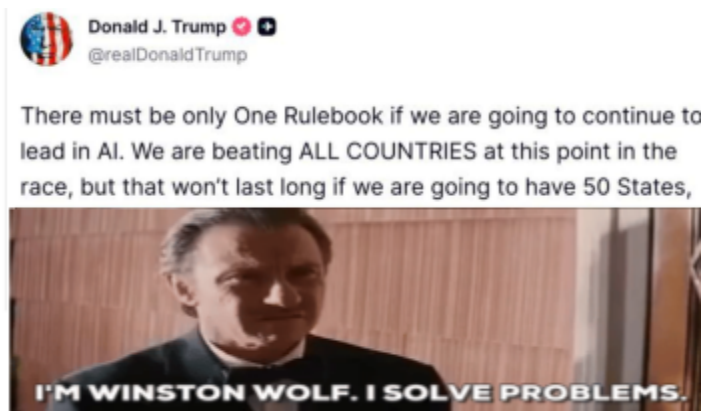 Donald J. Trump
@realDonaldTrump
There must be only One Rulebook if we are going to continue to
lead in AI. We are beating ALL COUNTRIES at this point in the
race, but that won't last long if we are going to have 50 States,
I'M WINSTON WOLF. I SOLVE PROBLEMS.